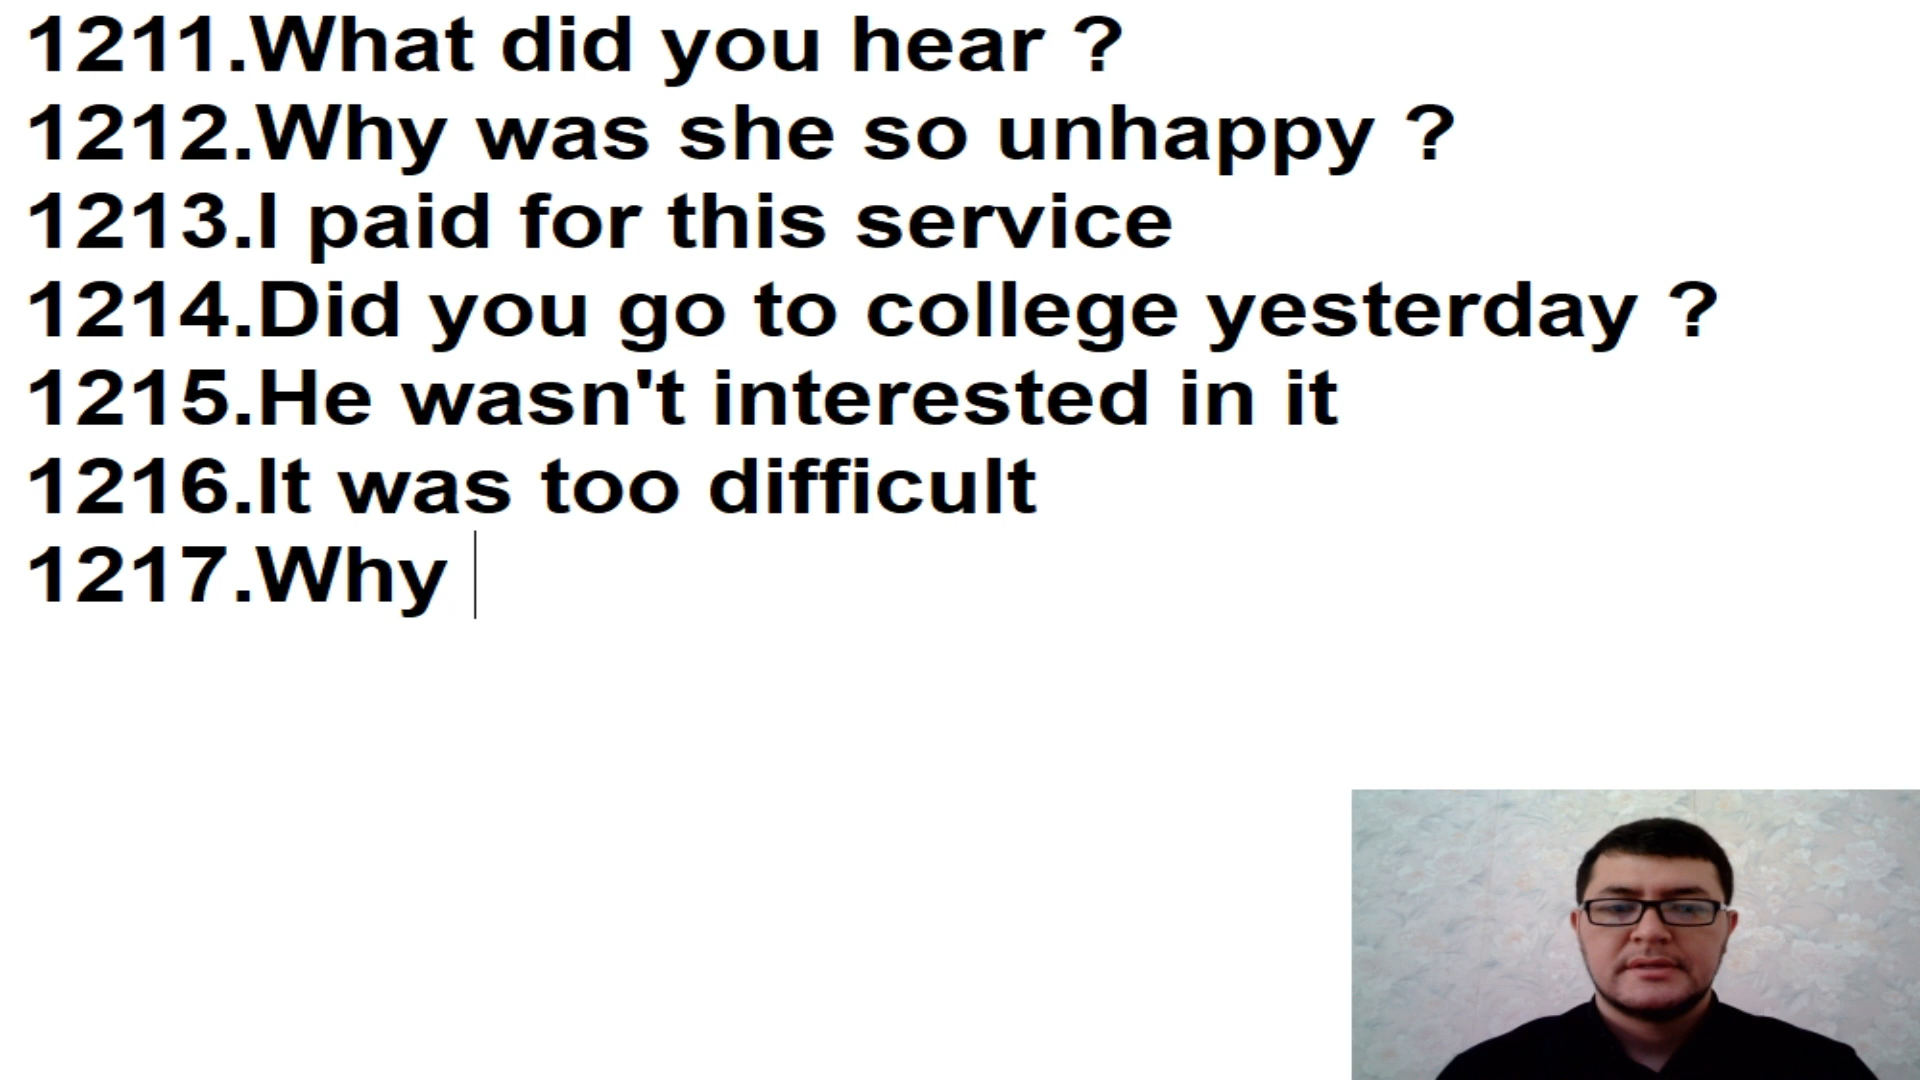 1211.What did you hear ?
1212.Why was she so unhappy ?
1213.I paid for this service
1214.Did you go to college yesterday ?
1215.He wasn't interested in it
1216.It was too difficult
1217.Why